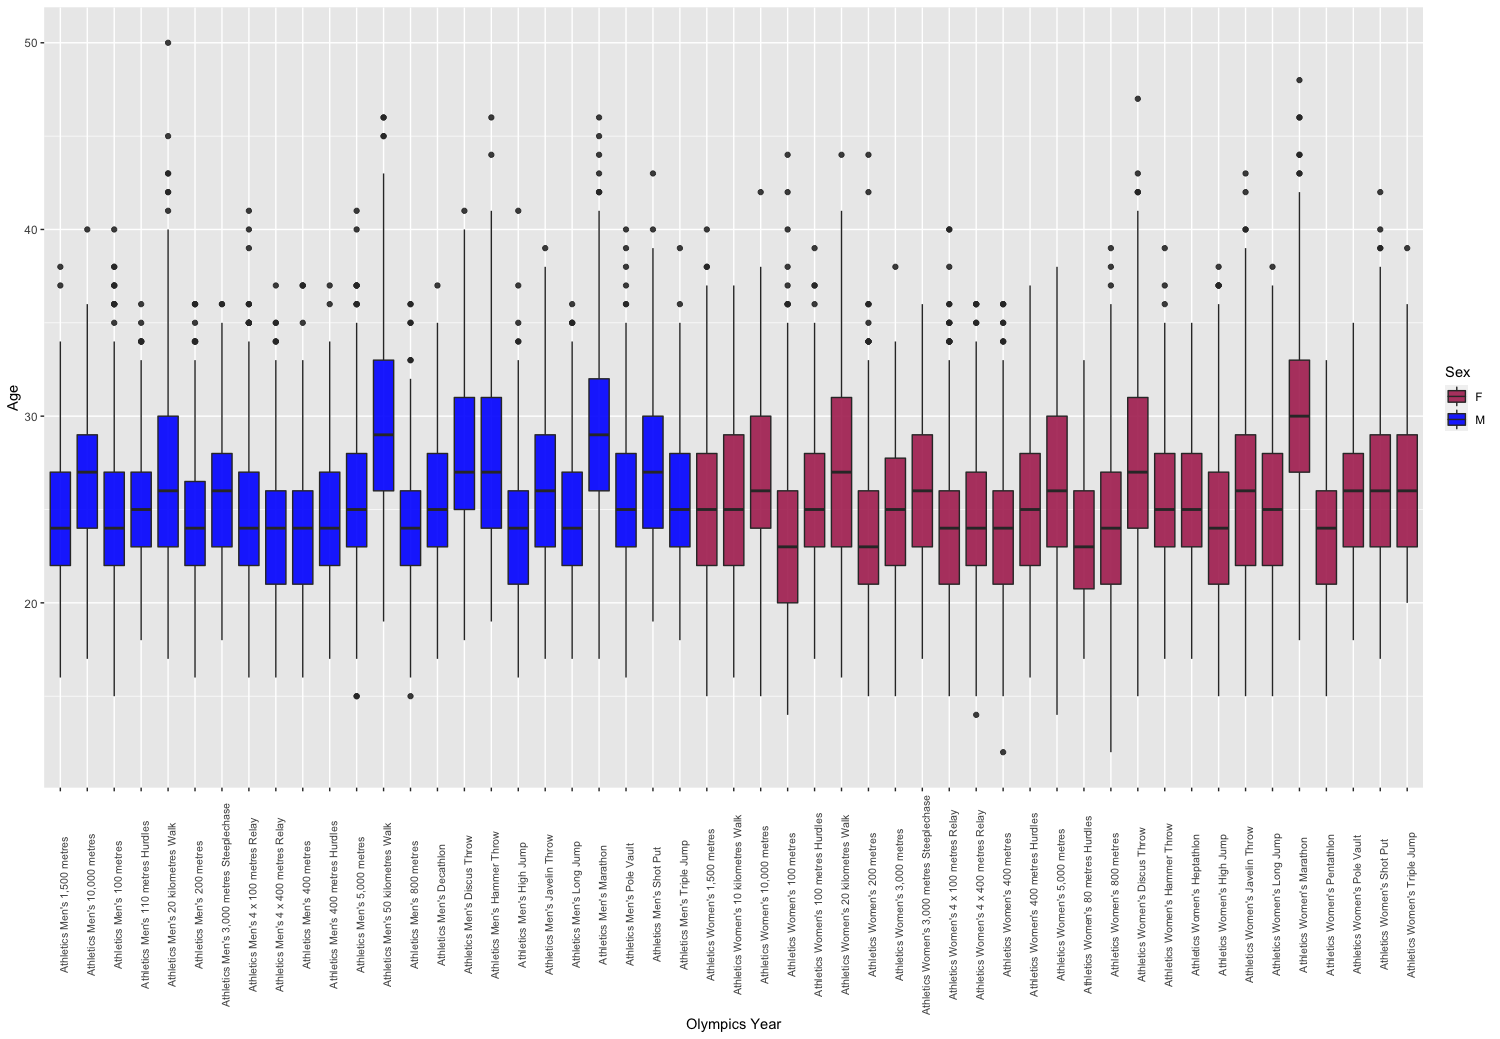 50
40
30
20
Age
Athletics Men's 1,500 metres
Athletics Men's 10,000 metres
Athletics Men's 100 metres
Athletics Men's 110 metres Hurdles
Athletics Men's 20 kilometres Walk
Athletics Men's 200 metres
Athletics Men's 3,000 metres Steeplechase
Athletics Men's 4 x 100 metres Relay
Athletics Men's 4 x 400 metres Relay
Athletics Men's 400 metres
Athletics Men's 400 metres Hurdles
Athletics Men's 5,000 metres
Athletics Men's 50 kilometres Walk
Athletics Men's 800 metres
Athletics Men's Decathlon
Athletics Men's Discus Throw
Athletics Men's Hammer Throw
Athletics Men's High Jump
Athletics Men's Javelin Throw
Athletics Men's Long Jump
Athletics Men's Marathon
Athletics Men's Pole Vault
Athletics Men's Shot Put
Athletics Men's Triple Jump
Athletics Women's 1,500 metres
Athletics Women's 10 kilometres Walk
Athletics Women's 10,000 metres
Athletics Women's 100 metres
Athletics Women's 100 metres Hurdles
Athletics Women's 20 kilometres Walk
Athletics Women's 200 metres
Athletics Women's 3,000 metres
Athletics Women's 3,000 metres Steeplechase
Athletics Women's 4 x 100 metres Relay
Athletics Women's 4 x 400 metres Relay
Athletics Women's 400 metres
Athletics Women's 400 metres Hurdles
Athletics Women's 5,000 metres
Athletics Women's 80 metres Hurdles
Athletics Women's 800 metres
Athletics Women's Discus Throw
Athletics Women's Hammer Throw
Athletics Women's Heptathlon
Athletics Women's High Jump
Athletics Women's Javelin Throw
Athletics Women's Long Jump
Athletics Women's Marathon
Athletics Women's Pentathlon
Athletics Women's Pole Vault
Athletics Women's Shot Put
Athletics Women's Triple Jump
Olympics Year
Sex
F
M